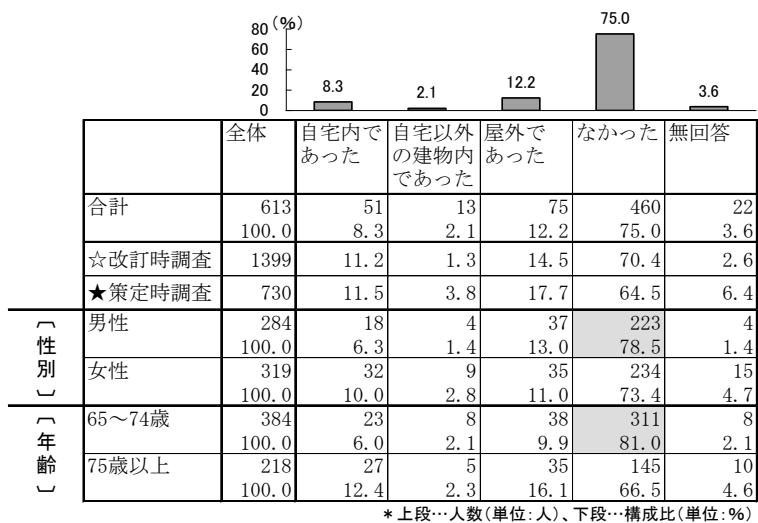 (%)
80
60
40
20
0
8.3
2.1
12.2
75.0
3.6
全体 自宅内で 自宅以外 屋外で なかった 無回答
あった の建物内 あった
であった
合計 613 51 13 75 460 22
100.0 8.3 2.1 12.2 75.0 3.6
☆改訂時調査 1399 11.2 1.3 14.5 70.4 2.6
★策定時調査 730 11.5 3.8 17.7 64.5 6.4
【性別】
男性 284 18 4 37 223 4
100.0 6.3 1.4 13.0 78.5 1.4
女性 319 32 9 35 234 15
100.0 10.0 2.8 11.0 73.4 4.7
【年齢】
65～74歳 384 23 8 38 311 8
100.0 6.0 2.1 9.9 81.0 2.1
75歳以上 218 27 5 35 145 10
100.0 12.4 2.3 16.1 66.5 4.6
*上段…人数(単位:人)、下段…構成比(単位:%)